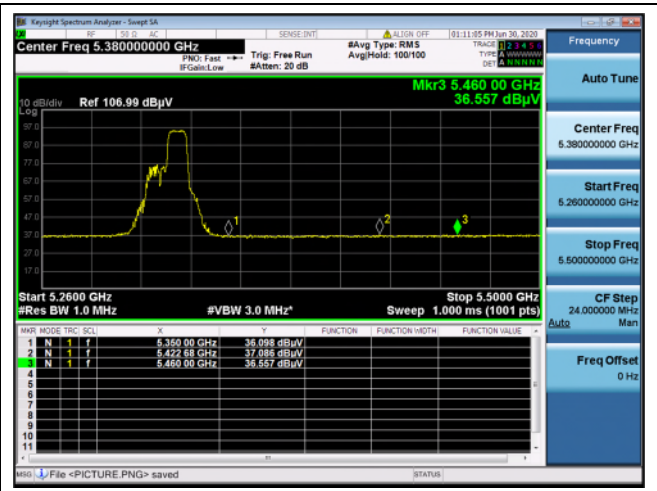 Keysight Spectrum Analyzer - Swept SA
RF 50 Ω AC SENSE:INT ALIGN OFF 01:11:05 PM Jun 30, 2020
Center Freq 5.380000000 GHz #Avg Type: RMS TRACE 1 2 3 4 5 6
PNO: Fast Trig: Free Run Avg|Hold: 100/100 TYPE A WWWWW
IFGain:Low #Atten: 20 dB DET A N N N N N
Mkr3 5.460 00 GHz
36.557 dBµV
10 dB/div Ref 106.99 dBµV
Log
97.0
87.0
77.0
67.0
57.0
47.0
37.0
27.0
17.0
1
2
3
Start 5.2600 GHz Stop 5.5000 GHz
#Res BW 1.0 MHz #VBW 3.0 MHz* Sweep 1.000 ms (1001 pts)
MKR MODE TRC SCL X Y FUNCTION FUNCTION WIDTH FUNCTION VALUE
1 N 1 f 5.350 00 GHz 36.098 dBµV
2 N 1 f 5.422 68 GHz 37.086 dBµV
3 N 1 f 5.460 00 GHz 36.557 dBµV
4
5
6
7
8
9
10
11
MSG File <PICTURE.PNG> saved STATUS
Frequency
Auto Tune
Center Freq
5.380000000 GHz
Start Freq
5.260000000 GHz
Stop Freq
5.500000000 GHz
CF Step
24.000000 MHz
Auto Man
Freq Offset
0 Hz